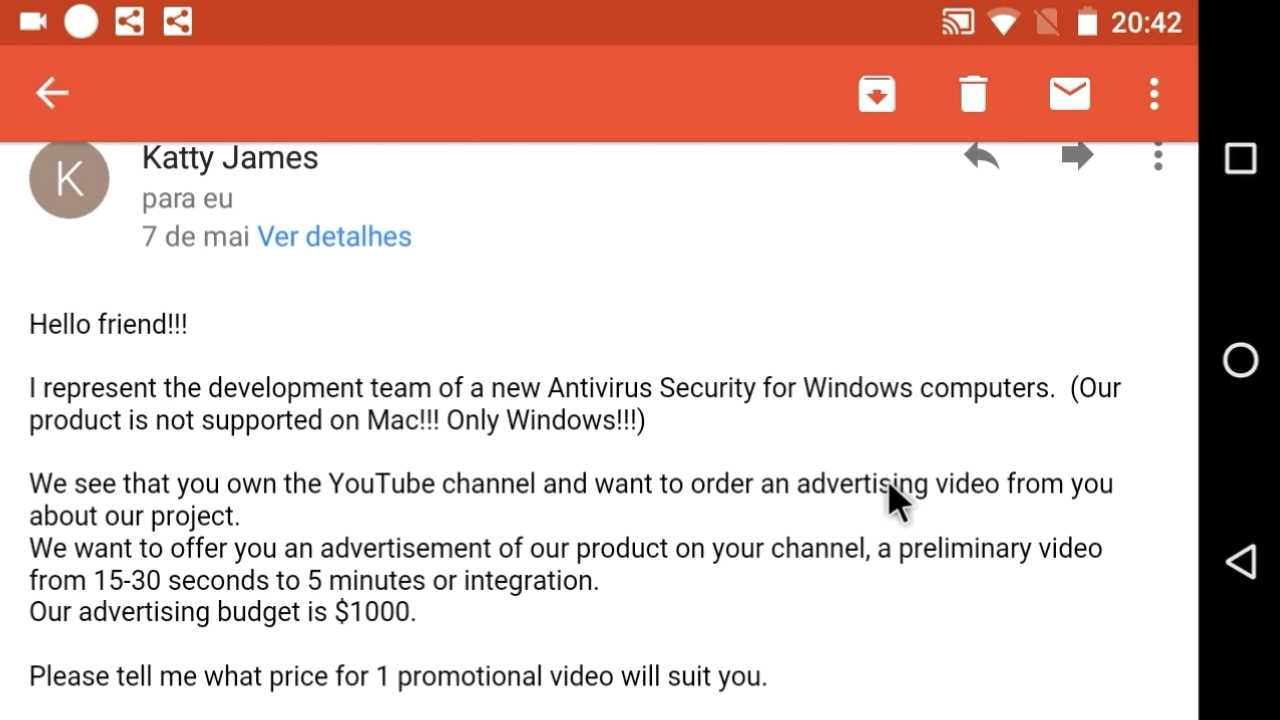 20:42
Katty James
K
para eu
7 de mai Ver detalhes
Hello friend!!!
I represent the development team of a new Antivirus Security for Windows computers.  (Our
product is not supported on Mac!!! Only Windows!!!)
We see that you own the YouTube channel and want to order an advertising video from you
about our project.
We want to offer you an advertisement of our product on your channel, a preliminary video
from 15-30 seconds to 5 minutes or integration.
Our advertising budget is $1000.
Please tell me what price for 1 promotional video will suit you.